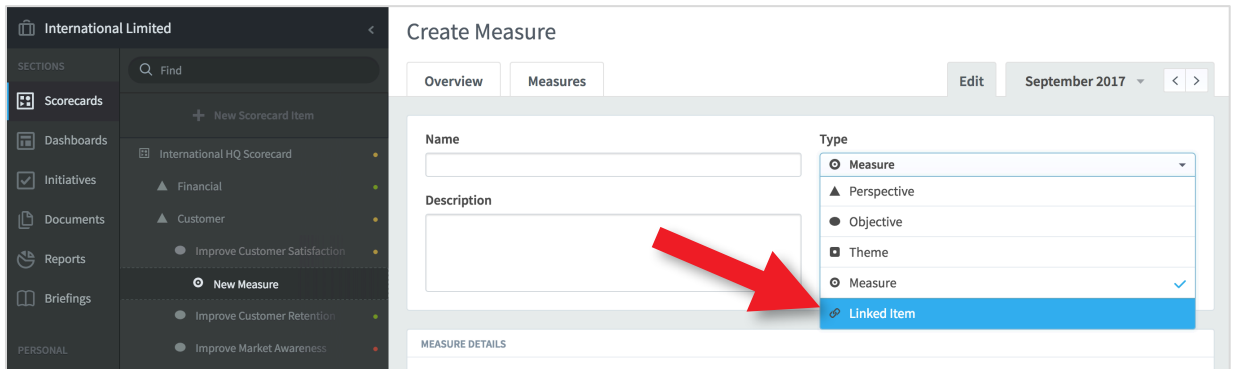 International Limited
SECTIONS
Scorecards
Dashboards
Initiatives
Documents
Reports
Briefings
PERSONAL
Find
New Scorecard Item
International HQ Scorecard
Financial
Customer
Improve Customer Satisfaction
New Measure
Improve Customer Retention
Improve Market Awareness
Create Measure
Overview
Measures
Edit
September 2017
Name
Description
Type
Measure
Perspective
Objective
Theme
Measure
Linked Item
MEASURE DETAILS